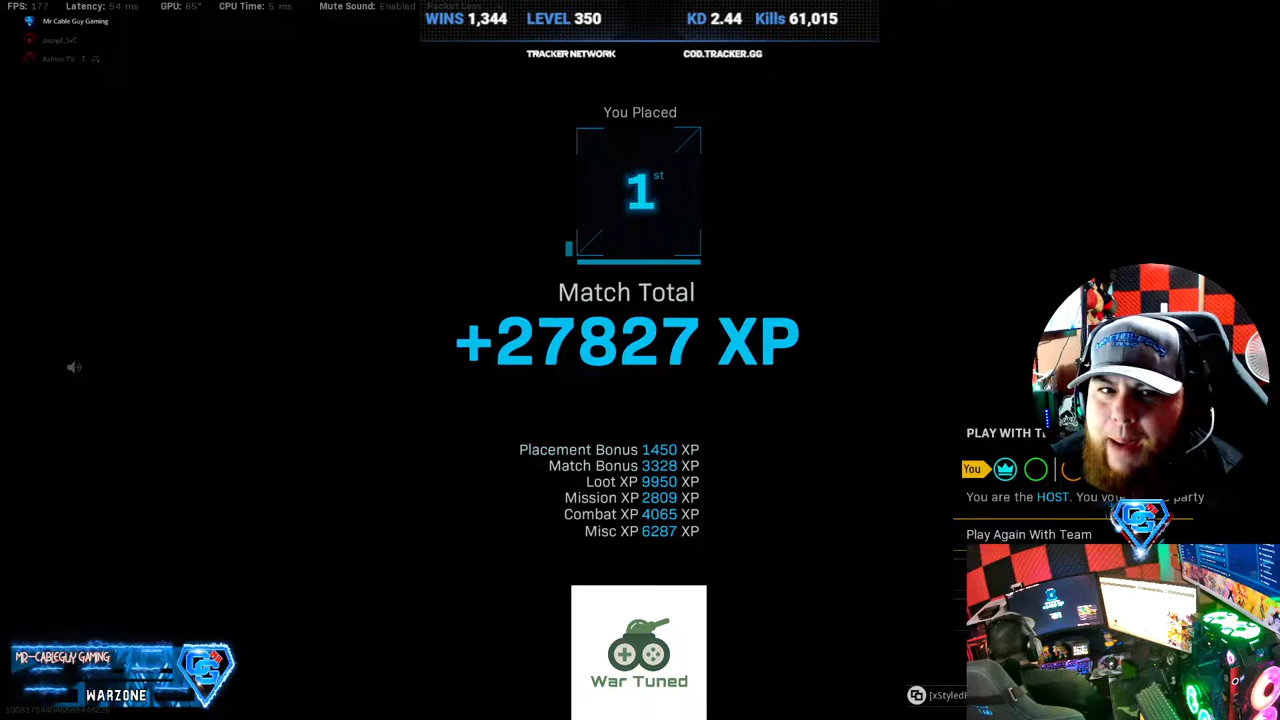 FPS: 177 Latency: 54 ms GPU: 65° CPU Time: 5 ms Mute Sound: Enabled Packet Loss
Mr Cable Guy Gaming
WINS 1,344 LEVEL 350 KD 2.44 Kills 61,015
TRACKER NETWORK COD.TRACKER.GG
You Placed
1st
Match Total
+27827 XP
Placement Bonus 1450 XP
Match Bonus 3328 XP
Loot XP 9950 XP
Mission XP 2809 XP
Combat XP 4065 XP
Misc XP 6287 XP
PLAY WITH
You
You are the HOST. You party
Play Again With Team
War Tuned
MR-CABLEGUY GAMING
WARZONE